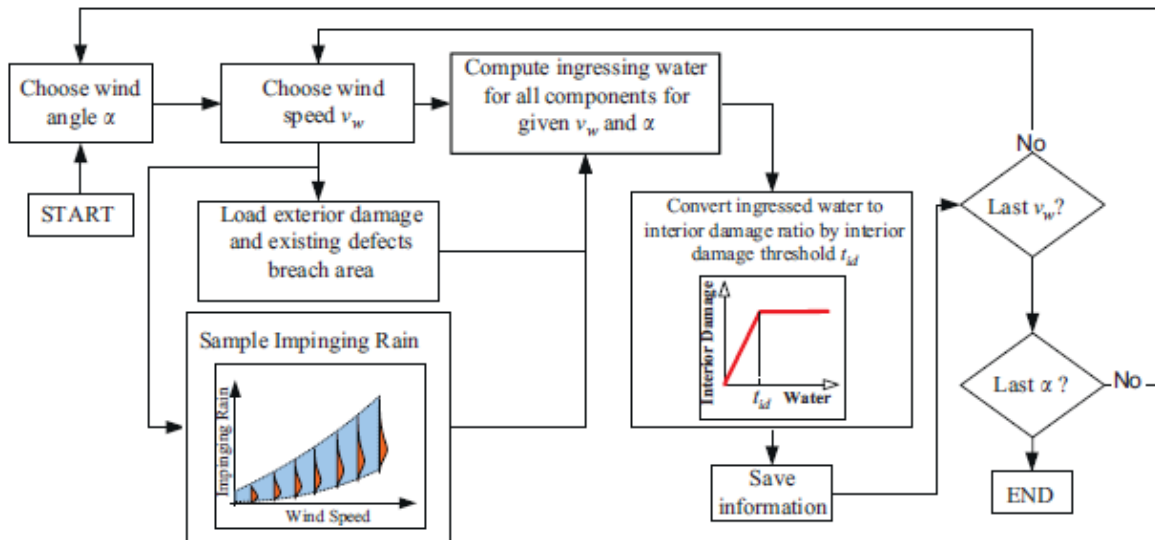 Choose wind
angle α
START
Choose wind
speed v_w
Compute ingressing water
for all components for
given v_w and α
Load exterior damage
and existing defects
breach area
Sample Impinging Rain
Impinging Rain
Wind Speed
Convert ingressed water to
interior damage ratio by interior
damage threshold t_id
Interior Damage
t_id
Water
Save
information
No
Last v_w?
Last α ?
No
END